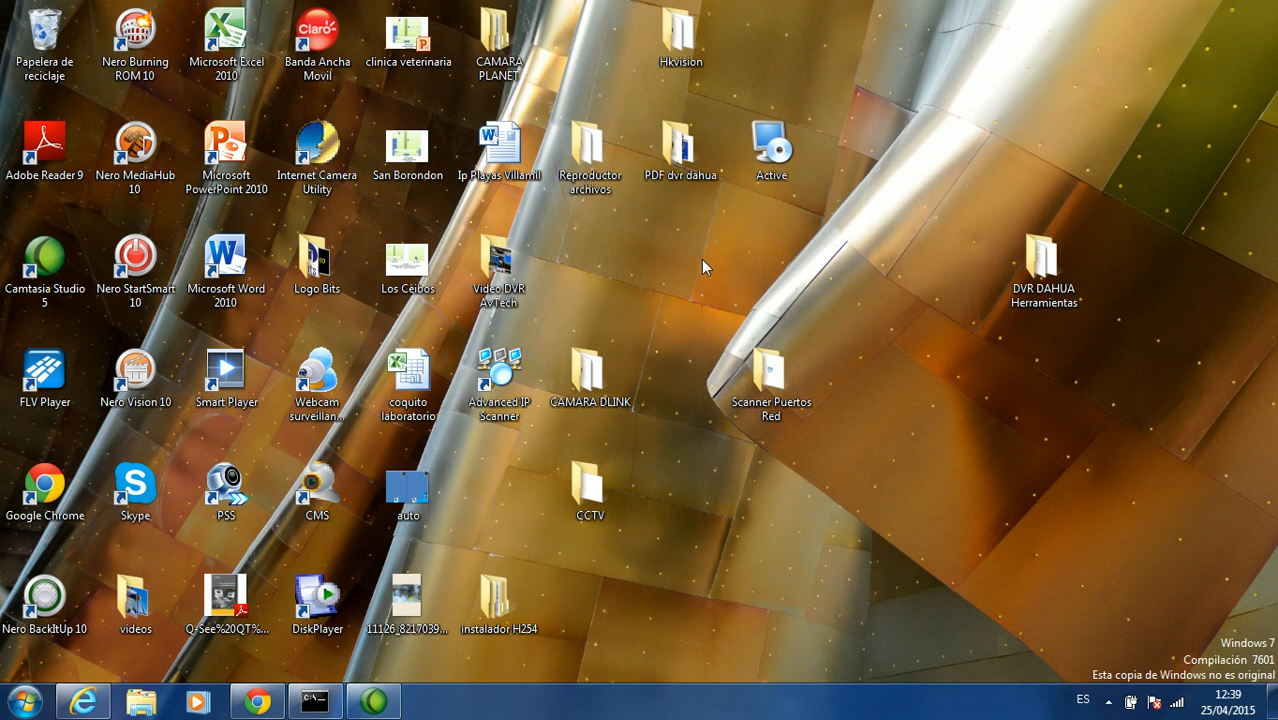 Papelera de
reciclaje
Nero Burning
ROM 10
Microsoft Excel
2010
Claro
Banda Ancha
Movil
clinica veterinaria
CAMARA
PLANET
Hkvision
Adobe Reader 9
Nero MediaHub
10
Microsoft
PowerPoint 2010
Internet Camera
Utility
San Borondon
Ip Playas Villamil
Reproductor
archivos
PDF dvr dahua
Active
Camtasia Studio
5
Nero StartSmart
10
Microsoft Word
2010
Logo Bits
Los Ceibos
Video DVR
AvTech
DVR DAHUA
Herramientas
FLV Player
Nero Vision 10
Smart Player
Webcam
surveillan...
coquito
laboratorio
Advanced IP
Scanner
CAMARA DLINK
Scanner Puertos
Red
Google Chrome
Skype
PSS
CMS
auto
CCTV
Nero BackItUp 10
videos
Q-See%20QT%...
DiskPlayer
11126_8217039...
instalador H254
Windows 7
Compilación 7601
Esta copia de Windows no es original
ES
12:39
25/04/2015